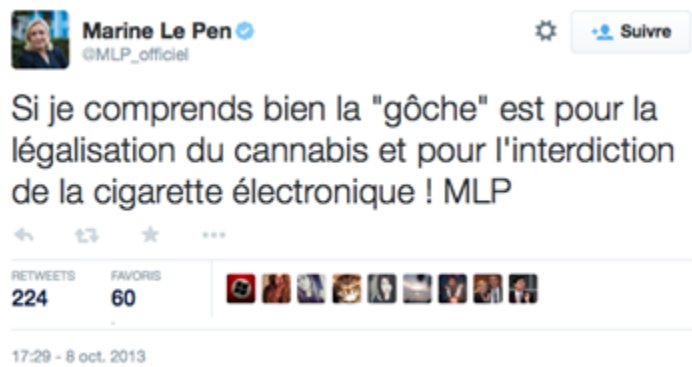 Marine Le Pen
@MLP_officiel
Suivre
Si je comprends bien la "gôche" est pour la
légalisation du cannabis et pour l'interdiction
de la cigarette électronique ! MLP
RETWEETS FAVORIS
224 60
17:29 - 8 oct. 2013